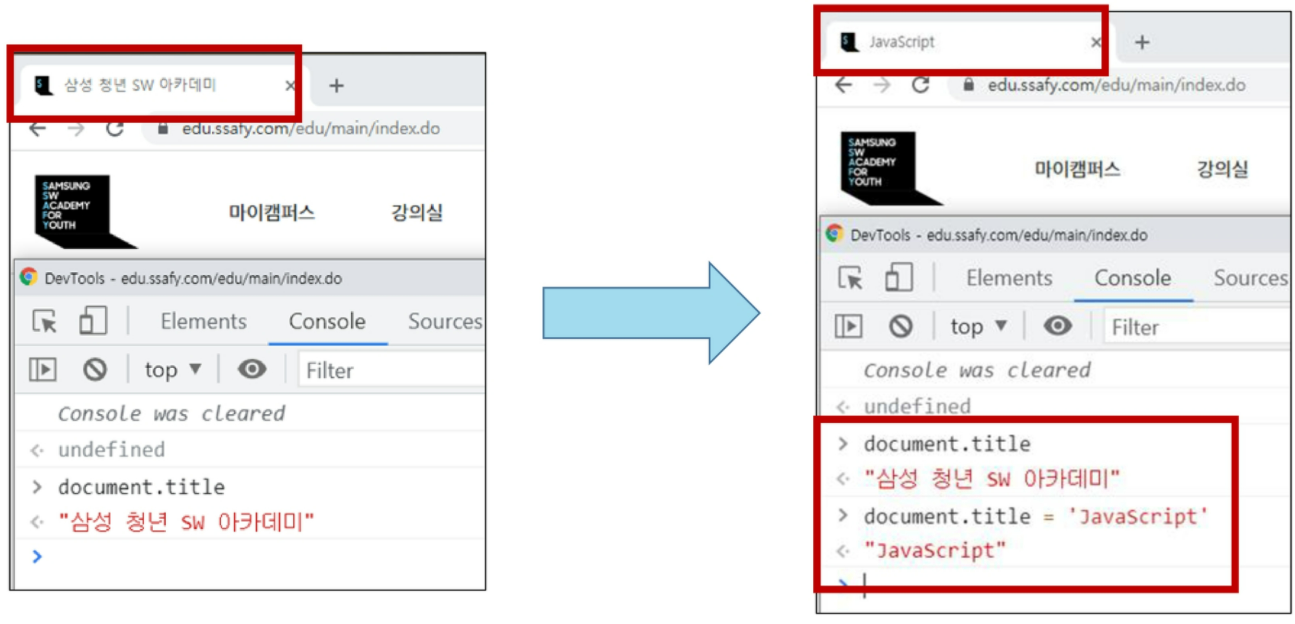 삼성 청년 SW 아카데미
edu.ssafy.com/edu/main/index.do
SAMSUNG
SW
ACADEMY
FOR
YOUTH
마이캠퍼스 강의실
DevTools - edu.ssafy.com/edu/main/index.do
Elements Console Sources
top Filter
Console was cleared
undefined
> document.title
"삼성 청년 SW 아카데미"
>
JavaScript
edu.ssafy.com/edu/main/index.do
SAMSUNG
SW
ACADEMY
FOR
YOUTH
마이캠퍼스 강의실
DevTools - edu.ssafy.com/edu/main/index.do
Elements Console Sources
top Filter
Console was cleared
undefined
> document.title
"삼성 청년 SW 아카데미"
> document.title = 'JavaScript'
"JavaScript"
>